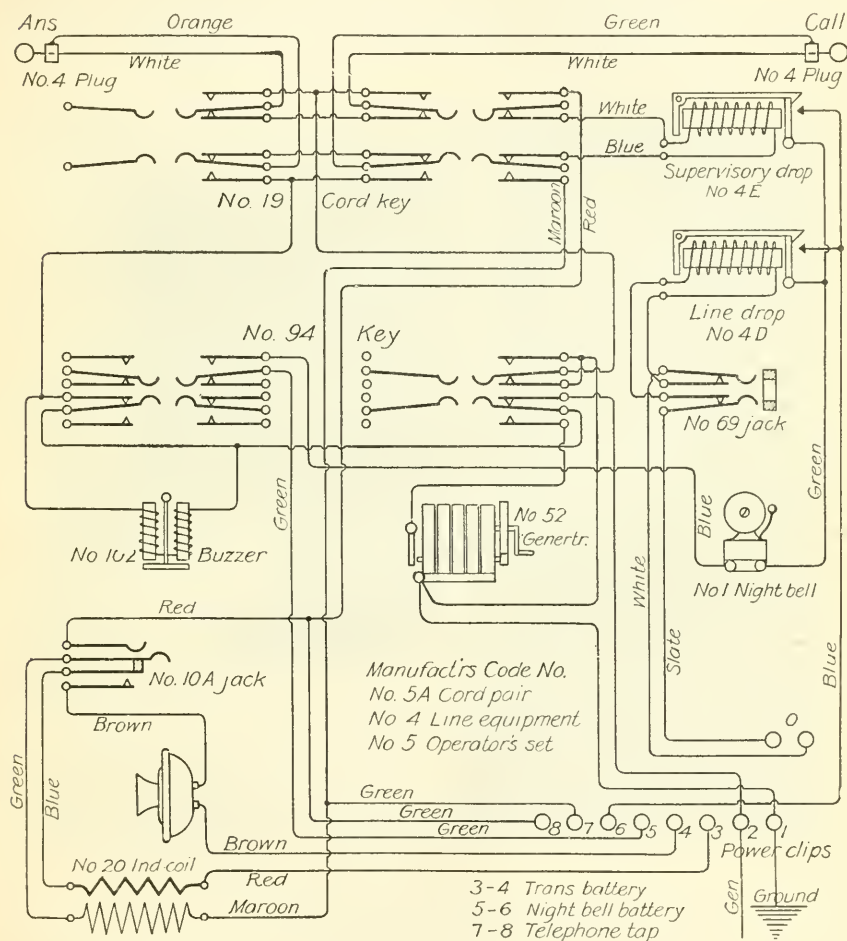 Ans
Orange
Green
Call
White
White
No. 4 Plug
No 4 Plug
White
Blue
Supervisory drop
No 4E
No. 19
Cord key
Maroon
Red
Line drop
No 4D
No. 94
Key
No 69 jack
Green
Green
Blue
No 102
Buzzer
No 52
Genertr.
No 1 Night bell
White
Red
Slate
Blue
No. 10A jack
Manufact'rs Code No.
No. 5A Cord pair
No 4 Line equipment
No 5 Operator's set
Brown
O
Green
Blue
Green
Green
Green
8 7 6 5 4 3 2 1
Brown
Power clips
No 20 Ind coil
Red
Maroon
3-4 Trans battery
5-6 Night bell battery
7-8 Telephone tap
Gen
Ground